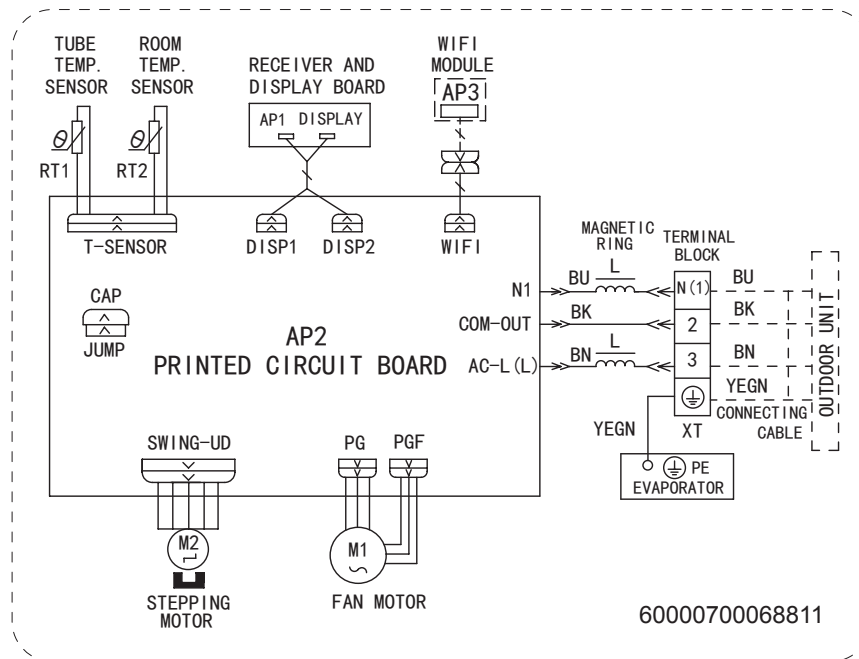 TUBE
TEMP.
SENSOR
ROOM
TEMP.
SENSOR
RECEIVER AND
DISPLAY BOARD
WIFI
MODULE
AP1 DISPLAY
AP3
θ
RT1
θ
RT2
T-SENSOR
DISP1
DISP2
WIFI
MAGNETIC
RING
TERMINAL
BLOCK
CAP
JUMP
AP2
PRINTED CIRCUIT BOARD
N1
BU
L
N(1)
BU
COM-OUT
BK
2
BK
AC-L(L)
BN
L
3
BN
YEGN
OUTDOOR UNIT
CONNECTING
CABLE
XT
YEGN
PE
EVAPORATOR
SWING-UD
PG
PGF
M2
STEPPING
MOTOR
M1
FAN MOTOR
60000700068811